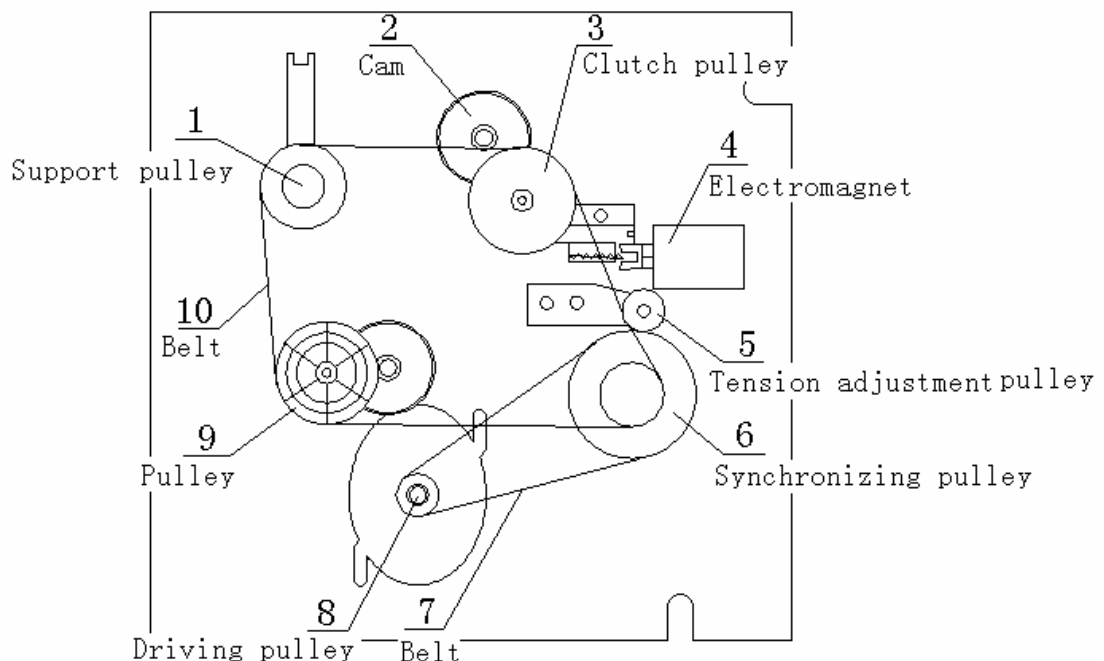 2
Cam
3
Clutch pulley
1
Support pulley
4
Electromagnet
10
Belt
5
Tension adjustment pulley
9
Pulley
6
Synchronizing pulley
8
Driving pulley
7
Belt